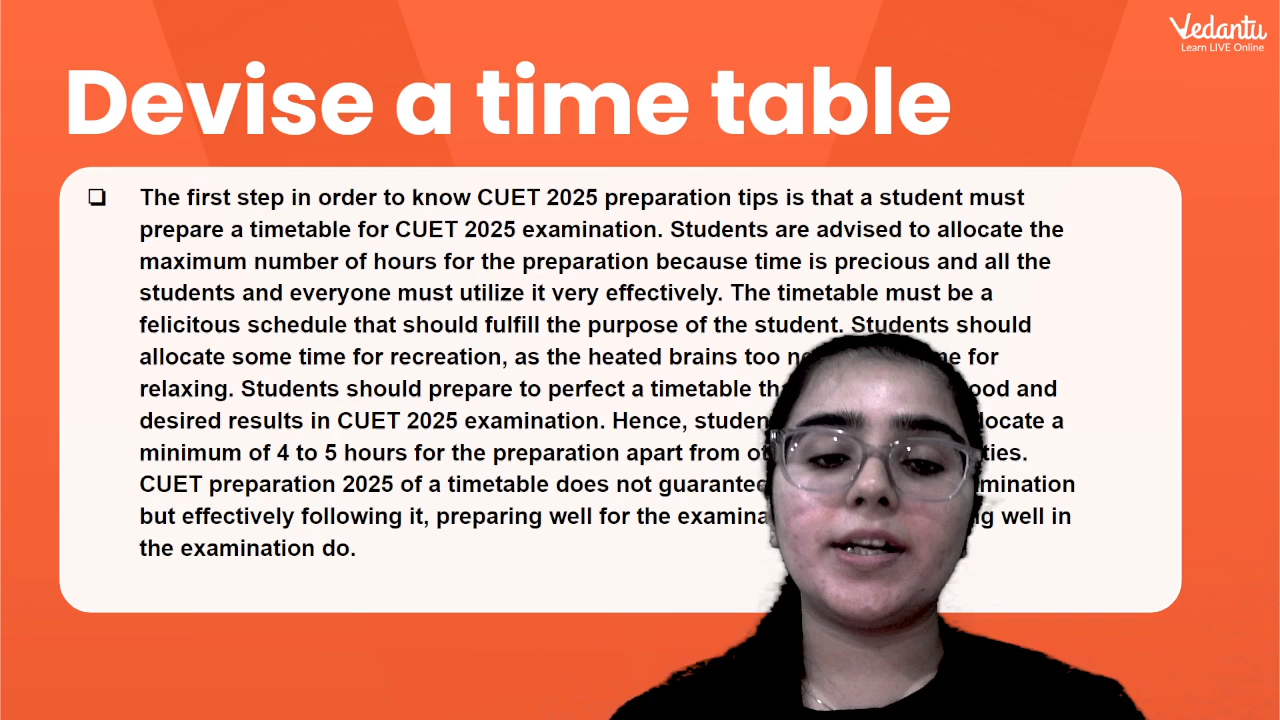 Vedantu
Learn LIVE Online
Devise a time table
❏ The first step in order to know CUET 2025 preparation tips is that a student must
prepare a timetable for CUET 2025 examination. Students are advised to allocate the
maximum number of hours for the preparation because time is precious and all the
students and everyone must utilize it very effectively. The timetable must be a
felicitous schedule that should fulfill the purpose of the student. Students should
allocate some time for recreation, as the heated brains too for
relaxing. Students should prepare to perfect a timetable and
desired results in CUET 2025 examination. Hence, a
minimum of 4 to 5 hours for the preparation apart from
CUET preparation 2025 of a timetable does not
but effectively following it, preparing well for the well in
the examination do.